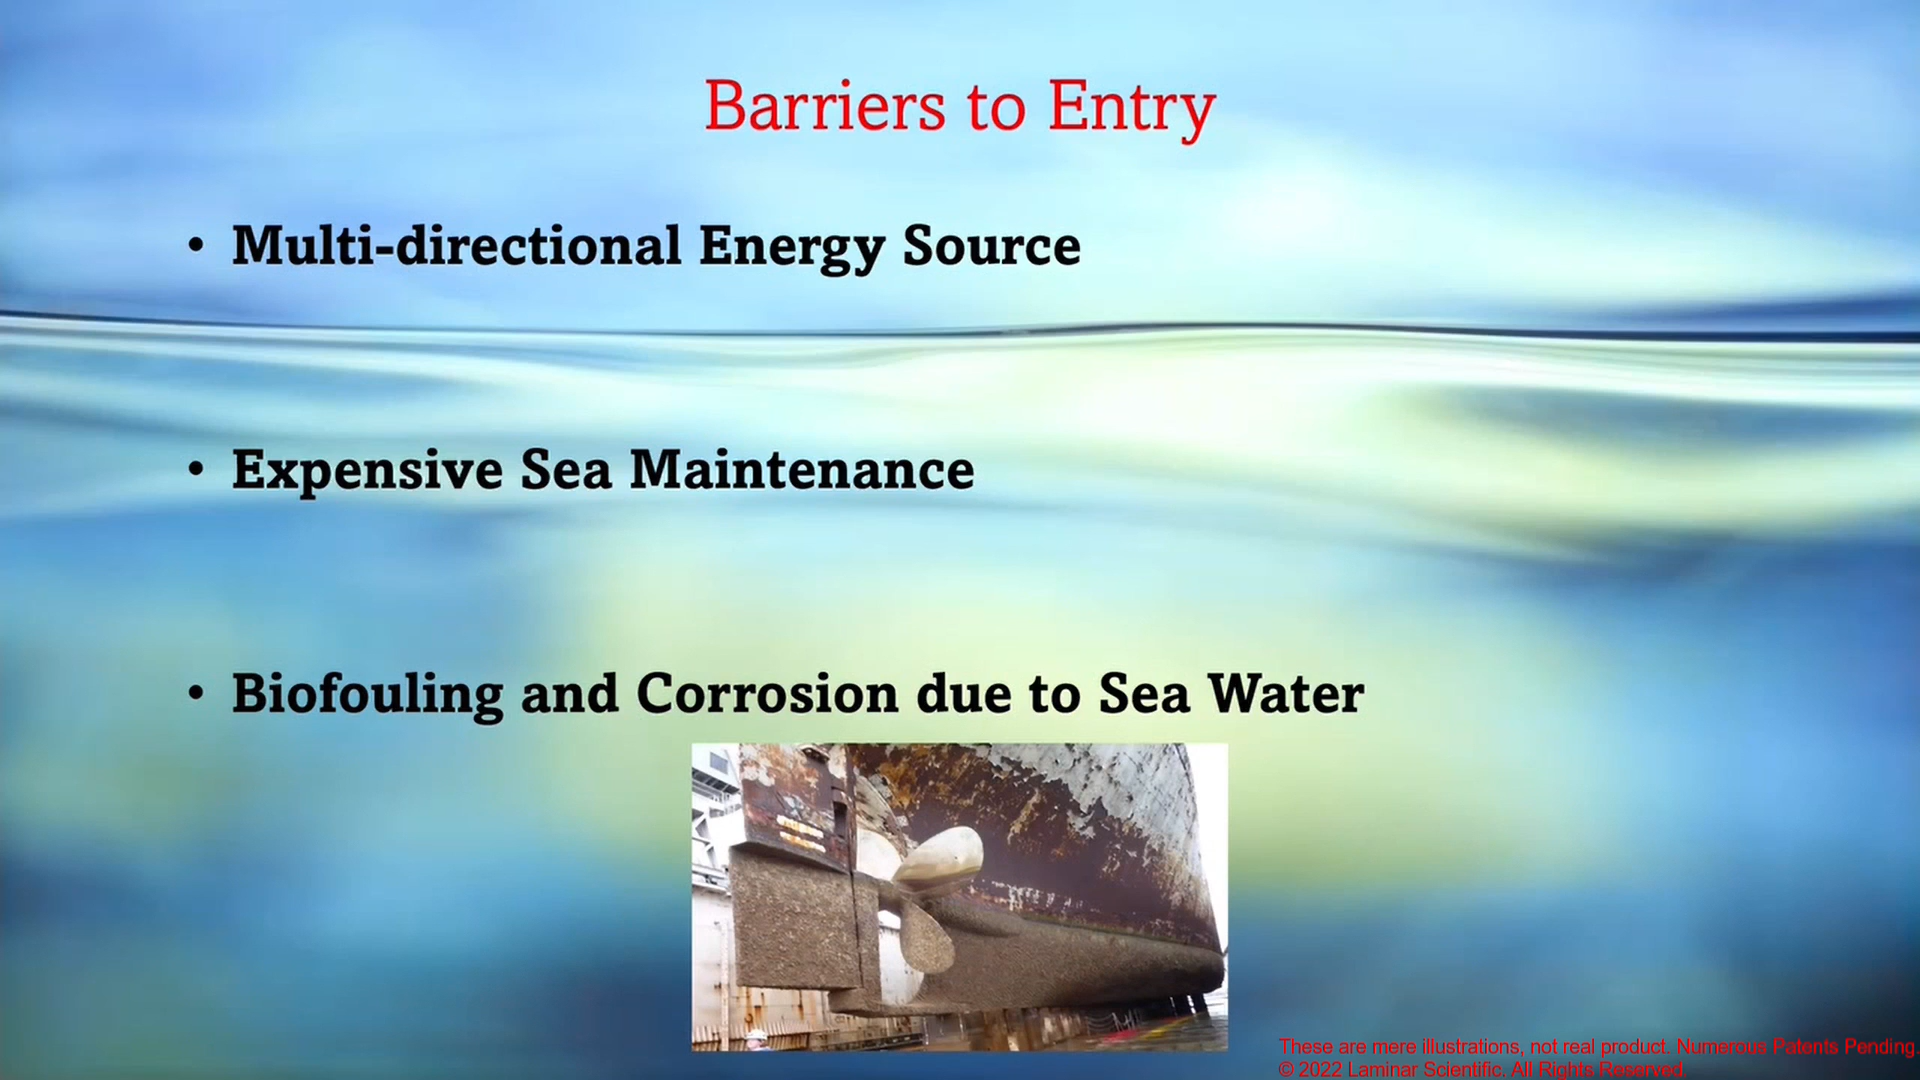 Barriers to Entry
• Multi-directional Energy Source
• Expensive Sea Maintenance
• Biofouling and Corrosion due to Sea Water
These are mere illustrations, not real product. Numerous Patents Pending.
© 2022 Laminar Scientific. All Rights Reserved.